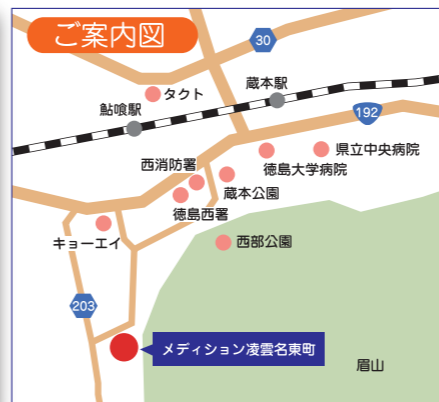 ご案内図
30
タクト
蔵本駅
鮎喰駅
192
県立中央病院
西消防署
徳島大学病院
蔵本公園
徳島西署
キョーエイ
西部公園
203
メディション凌雲名東町
眉山